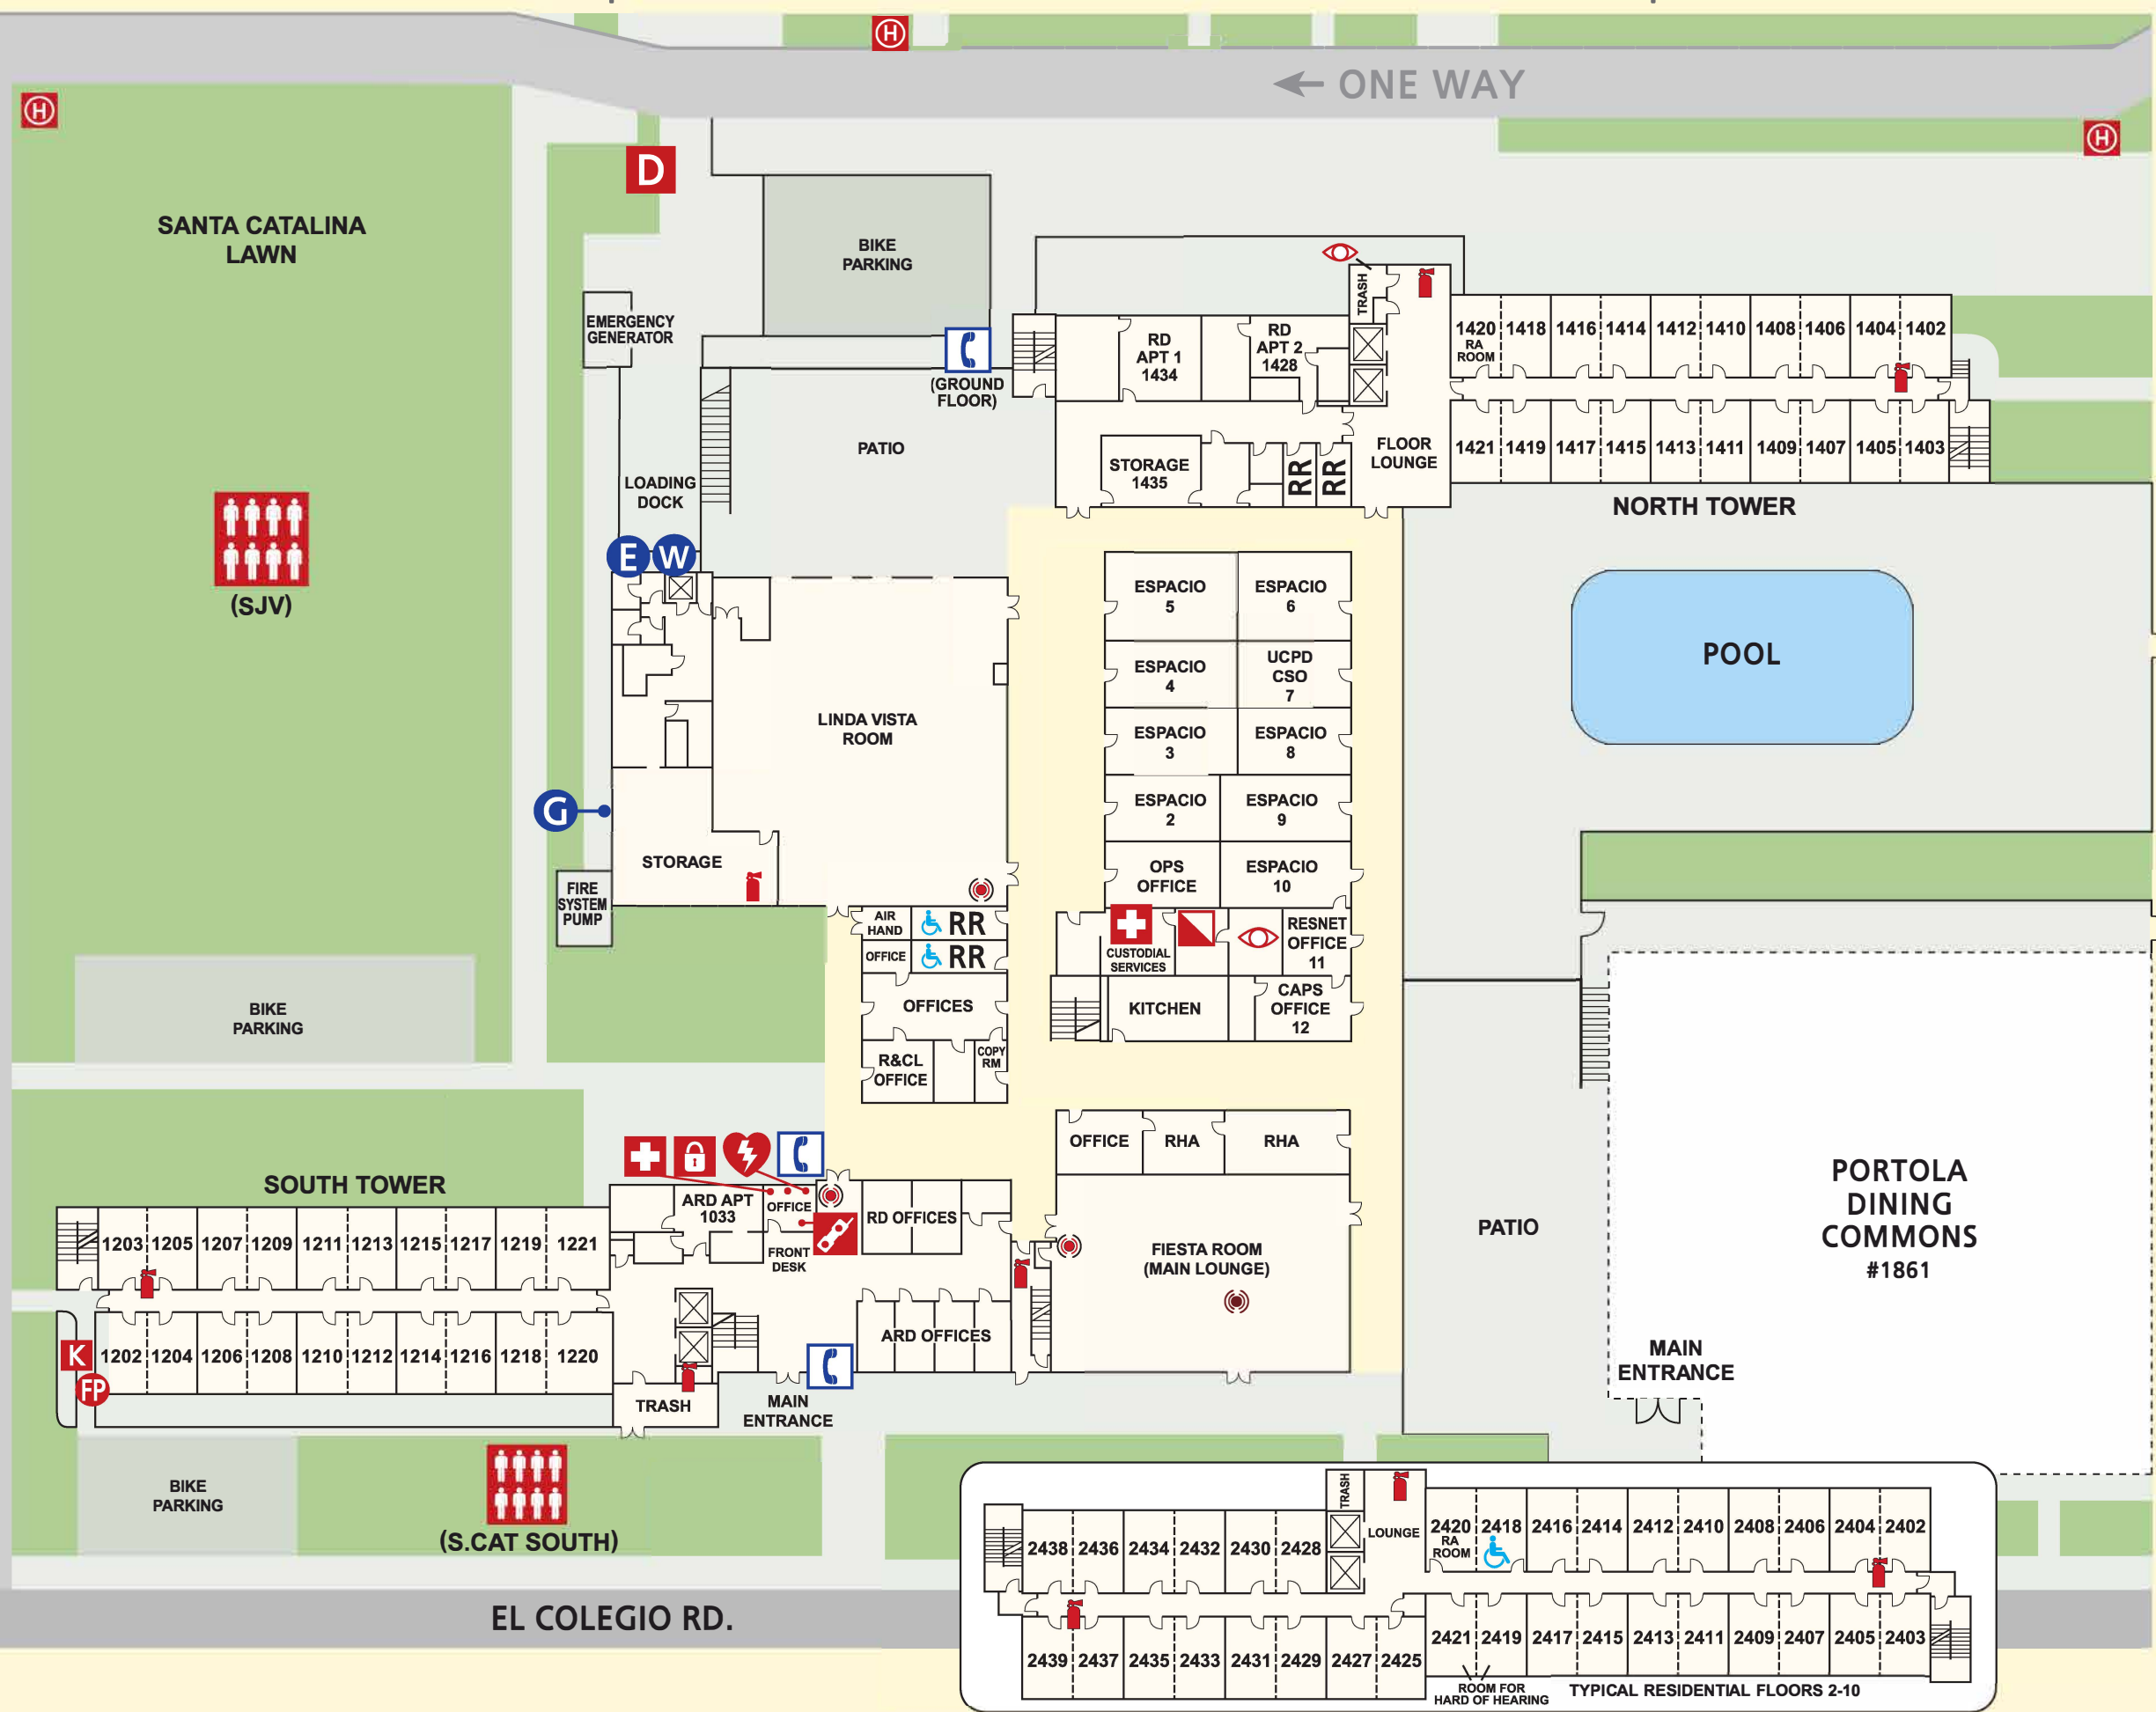 H
← ONE WAY
H
H
D
SANTA CATALINA
LAWN
BIKE
PARKING
EMERGENCY
GENERATOR
(GROUND
FLOOR)
TRASH
RD
APT 1
1434
RD
APT 2
1428
1420 1418 1416 1414 1412 1410 1408 1406 1404 1402
RA
ROOM
PATIO
STORAGE
1435
RR RR
FLOOR
LOUNGE
1421 1419 1417 1415 1413 1411 1409 1407 1405 1403
NORTH TOWER
LOADING
DOCK
E W
(SJV)
ESPACIO
5
ESPACIO
6
ESPACIO
4
UCPD
CSO
7
POOL
LINDA VISTA
ROOM
ESPACIO
3
ESPACIO
8
ESPACIO
2
ESPACIO
9
G
STORAGE
OPS
OFFICE
ESPACIO
10
FIRE
SYSTEM
PUMP
AIR
HAND
RR
OFFICE
RR
CUSTODIAL
SERVICES
RESNET
OFFICE
11
OFFICES
KITCHEN
CAPS
OFFICE
12
BIKE
PARKING
R&CL
OFFICE
COPY
RM
OFFICE
RHA
RHA
SOUTH TOWER
ARD APT
1033
OFFICE
FRONT
DESK
RD OFFICES
1203 1205 1207 1209 1211 1213 1215 1217 1219 1221
FIESTA ROOM
(MAIN LOUNGE)
PATIO
PORTOLA
DINING
COMMONS
#1861
K
1202 1204 1206 1208 1210 1212 1214 1216 1218 1220
FP
ARD OFFICES
TRASH
MAIN
ENTRANCE
MAIN
ENTRANCE
BIKE
PARKING
(S.CAT SOUTH)
TRASH
LOUNGE
2438 2436 2434 2432 2430 2428
2420 2418 2416 2414 2412 2410 2408 2406 2404 2402
RA
ROOM
EL COLEGIO RD.
2439 2437 2435 2433 2431 2429 2427 2425
2421 2419 2417 2415 2413 2411 2409 2407 2405 2403
ROOM FOR
HARD OF HEARING
TYPICAL RESIDENTIAL FLOORS 2-10